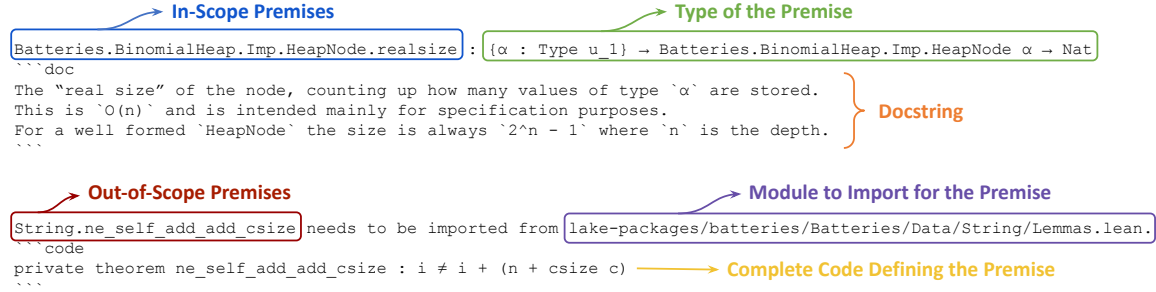 In-Scope Premises
Type of the Premise
Batteries.BinomialHeap.Imp.HeapNode.realsize : {α : Type u_1} → Batteries.BinomialHeap.Imp.HeapNode α → Nat
```doc
The “real size” of the node, counting up how many values of type `α` are stored.
This is `O(n)` and is intended mainly for specification purposes.
For a well formed `HeapNode` the size is always `2^n - 1` where `n` is the depth.
```
Docstring
Out-of-Scope Premises
Module to Import for the Premise
String.ne_self_add_add_csize needs to be imported from lake-packages/batteries/Batteries/Data/String/Lemmas.lean.
```code
private theorem ne_self_add_add_csize : i ≠ i + (n + csize c)
Complete Code Defining the Premise
```